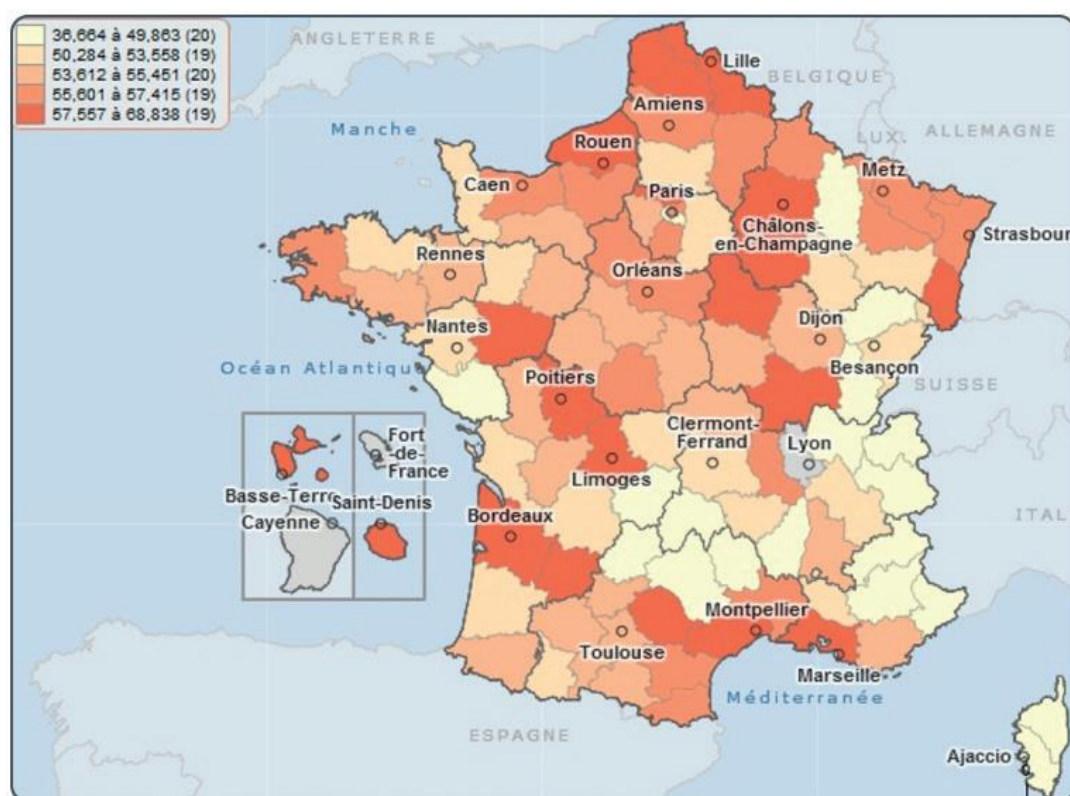 36,664 à 49,863 (20)
50,284 à 53,558 (19)
53,612 à 55,451 (20)
55,601 à 57,415 (19)
57,557 à 68,838 (19)
ANGLETERRE
Lille
BELGIQUE
Amiens
Manche
LUX.
ALLEMAGNE
Rouen
Metz
Caen
Paris
Châlons-
en-Champagne
Strasbour
Rennes
Orléans
Dijon
Nantes
Besançon
Océan Atlantique
SUISSE
Poitiers
Clermont-
Ferrand
Lyon
Fort
-de-
France
Limoges
Basse-Terre
Saint-Denis
Cayenne
Bordeaux
ITAL
Montpellier
Toulouse
Marseille
Méditerranée
ESPAGNE
Ajaccio